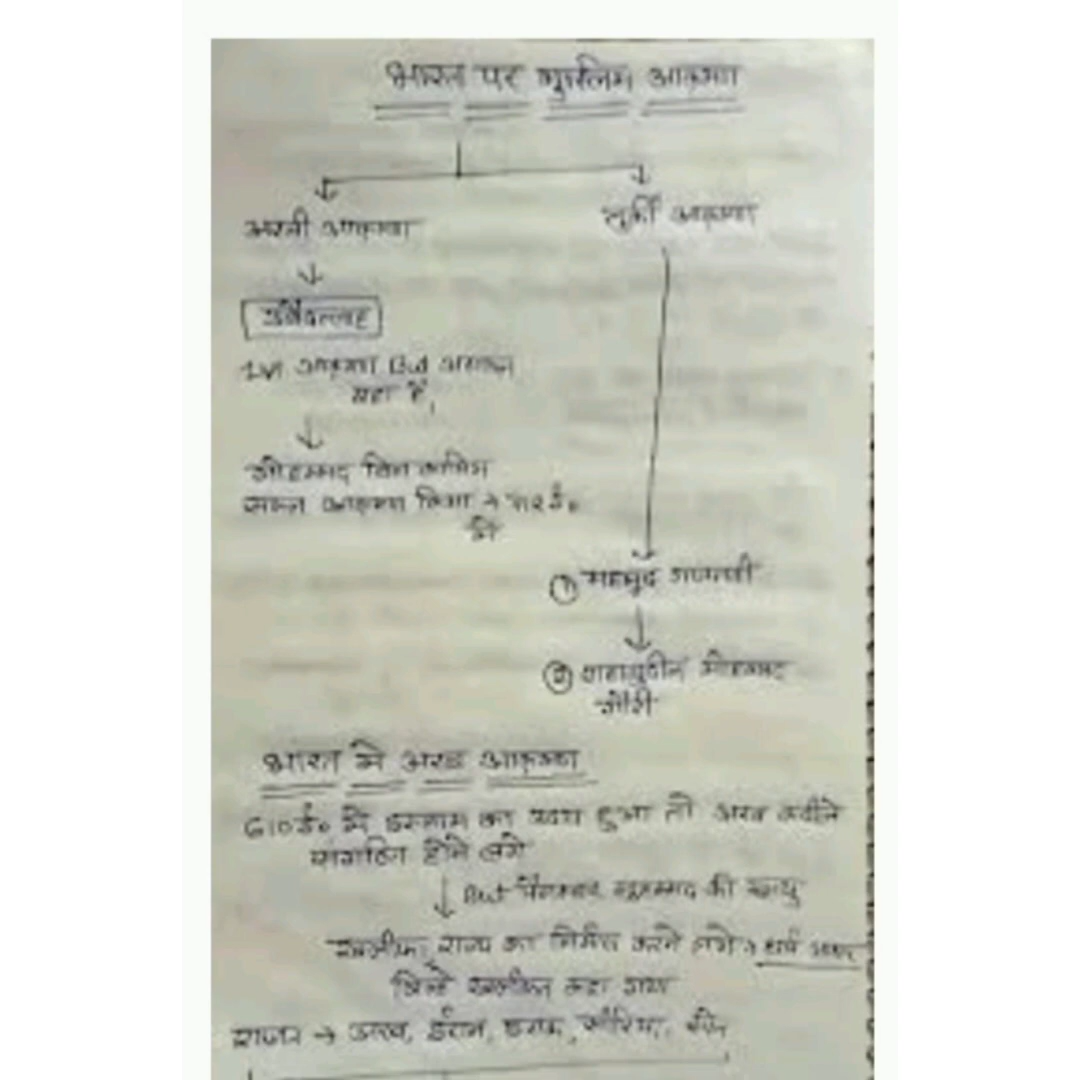 भारत पर मुस्लिम आक्रमण
अरबी आक्रमण
तुर्की आक्रमण
उबैदुल्लाह
1st आक्रमण But असफल
रहा है,
मोहम्मद बिन कासिम
सफल आक्रमण किया → 712 ई०
में
① महमूद गजनवी
② शहाबुद्दीन मोहम्मद
गौरी
भारत में अरब आक्रमण
610 ई० में इस्लाम का उदय हुआ तो अरब कबीले
संगठित होने लगे
But पैगम्बर मुहम्मद की मृत्यु
खलीफा, राज्य का निर्माण करने लगे → धर्म
जिन्हें खलीफा कहा गया
राज्य → अरब, ईरान, इराक, सीरिया,